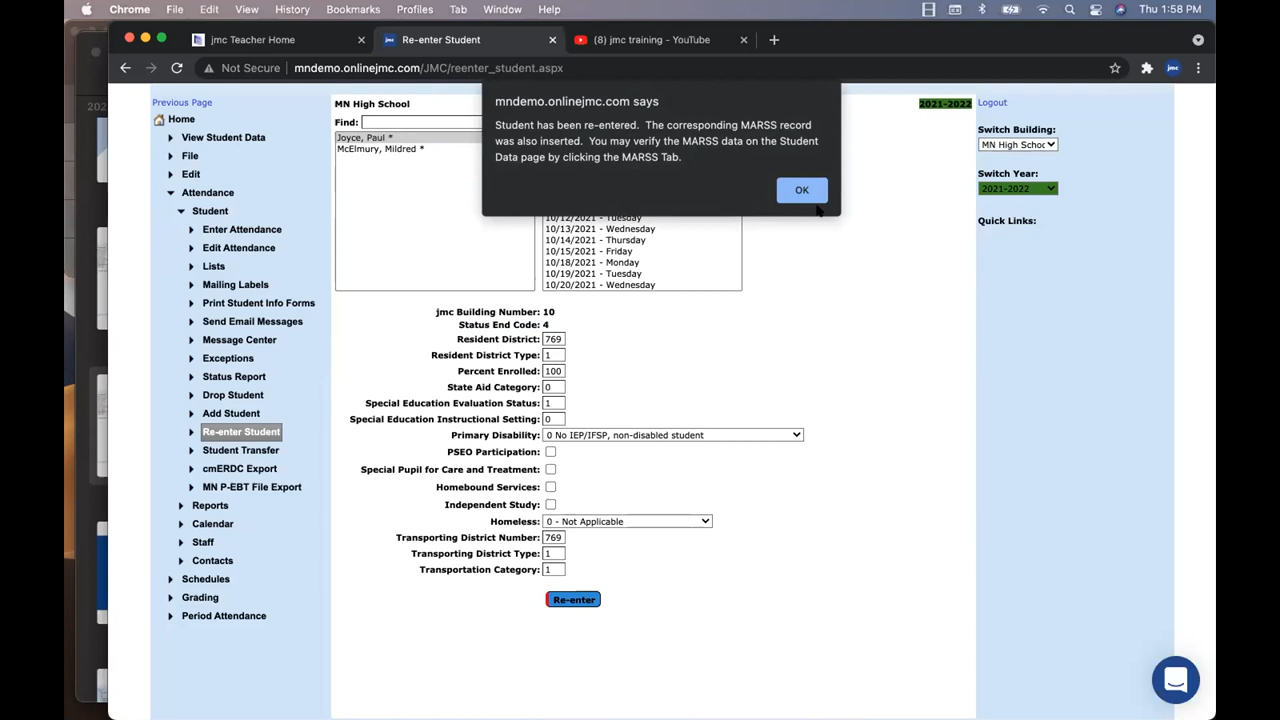 Chrome File Edit View History Bookmarks Profiles Tab Window Help Thu 1:58 PM
jmc Teacher Home × jmc Re-enter Student × (8) jmc training - YouTube × +
Not Secure mndemo.onlinejmc.com/JMC/reenter_student.aspx jmc
202
Previous Page
Home
View Student Data
File
Edit
Attendance
Student
Enter Attendance
Edit Attendance
Lists
Mailing Labels
Print Student Info Forms
Send Email Messages
Message Center
Exceptions
Status Report
Drop Student
Add Student
Re-enter Student
Student Transfer
cmERDC Export
MN P-EBT File Export
Reports
Calendar
Staff
Contacts
Schedules
Grading
Period Attendance
MN High School
2021-2022
Find:
Joyce, Paul *
McElmury, Mildred *
mndemo.onlinejmc.com says
Student has been re-entered. The corresponding MARSS record
was also inserted. You may verify the MARSS data on the Student
Data page by clicking the MARSS Tab.
OK
10/12/2021 - Tuesday
10/13/2021 - Wednesday
10/14/2021 - Thursday
10/15/2021 - Friday
10/18/2021 - Monday
10/19/2021 - Tuesday
10/20/2021 - Wednesday
jmc Building Number: 10
Status End Code: 4
Resident District: 769
Resident District Type: 1
Percent Enrolled: 100
State Aid Category: 0
Special Education Evaluation Status: 1
Special Education Instructional Setting: 0
Primary Disability: 0 No IEP/IFSP, non-disabled student
PSEO Participation:
Special Pupil for Care and Treatment:
Homebound Services:
Independent Study:
Homeless: 0 - Not Applicable
Transporting District Number: 769
Transporting District Type: 1
Transportation Category: 1
Re-enter
Logout
Switch Building:
MN High Schoo
Switch Year:
2021-2022
Quick Links: